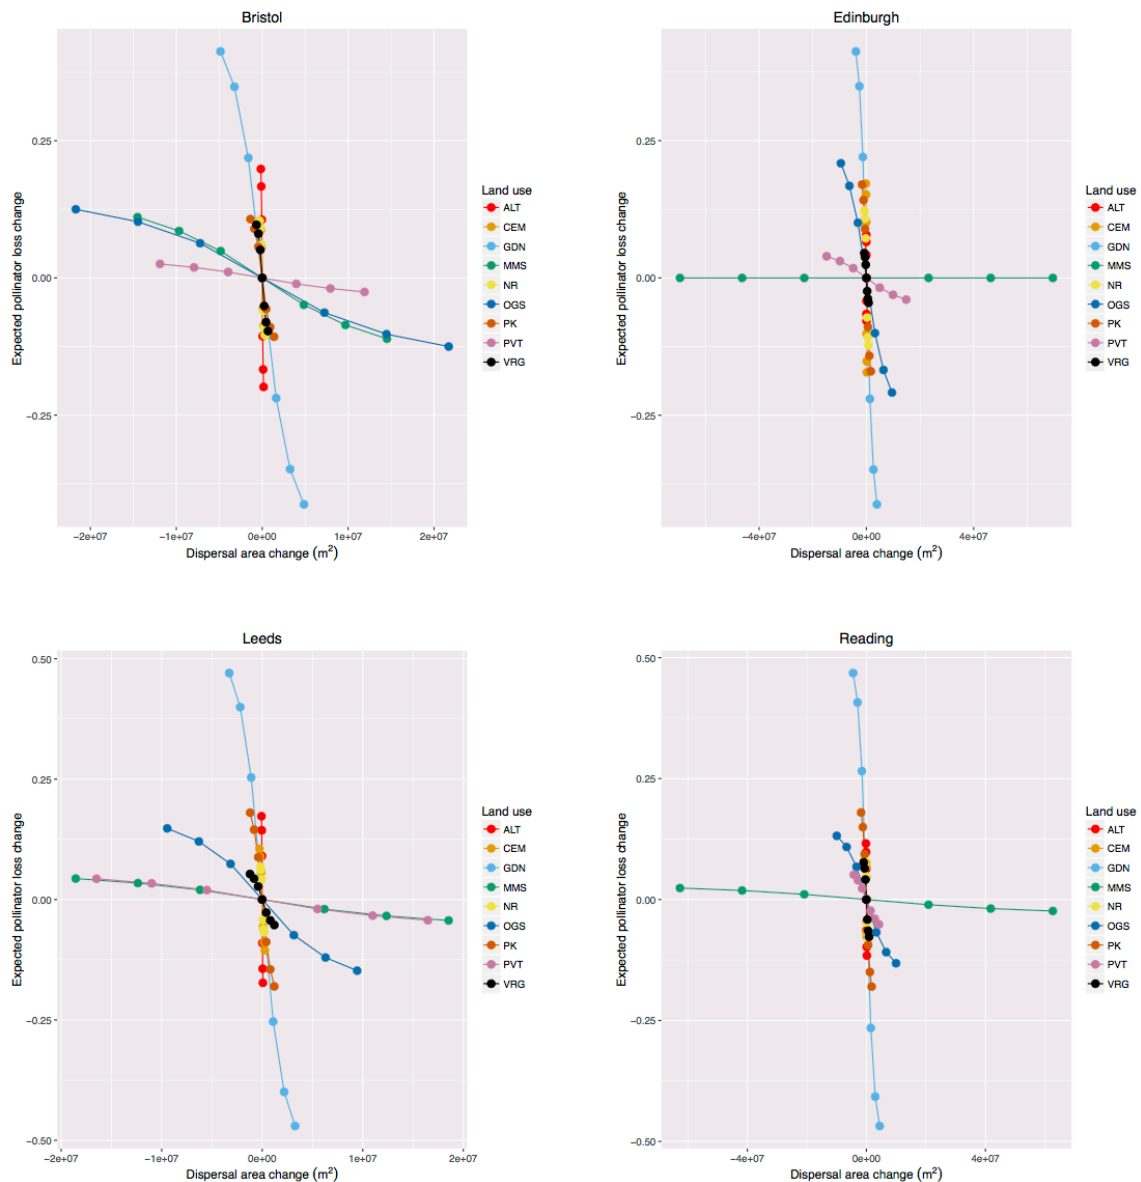 Bristol
Expected pollinator loss change
0.25
0.00
−0.25
−2e+07
−1e+07
0e+00
1e+07
2e+07
Dispersal area change (m²)
Land use
ALT
CEM
GDN
MMS
NR
OGS
PK
PVT
VRG
Edinburgh
Expected pollinator loss change
0.25
0.00
−0.25
−4e+07
0e+00
4e+07
Dispersal area change (m²)
Land use
ALT
CEM
GDN
MMS
NR
OGS
PK
PVT
VRG
Leeds
Expected pollinator loss change
0.50
0.25
0.00
−0.25
−0.50
−2e+07
−1e+07
0e+00
1e+07
2e+07
Dispersal area change (m²)
Land use
ALT
CEM
GDN
MMS
NR
OGS
PK
PVT
VRG
Reading
Expected pollinator loss change
0.50
0.25
0.00
−0.25
−0.50
−4e+07
0e+00
4e+07
Dispersal area change (m²)
Land use
ALT
CEM
GDN
MMS
NR
OGS
PK
PVT
VRG